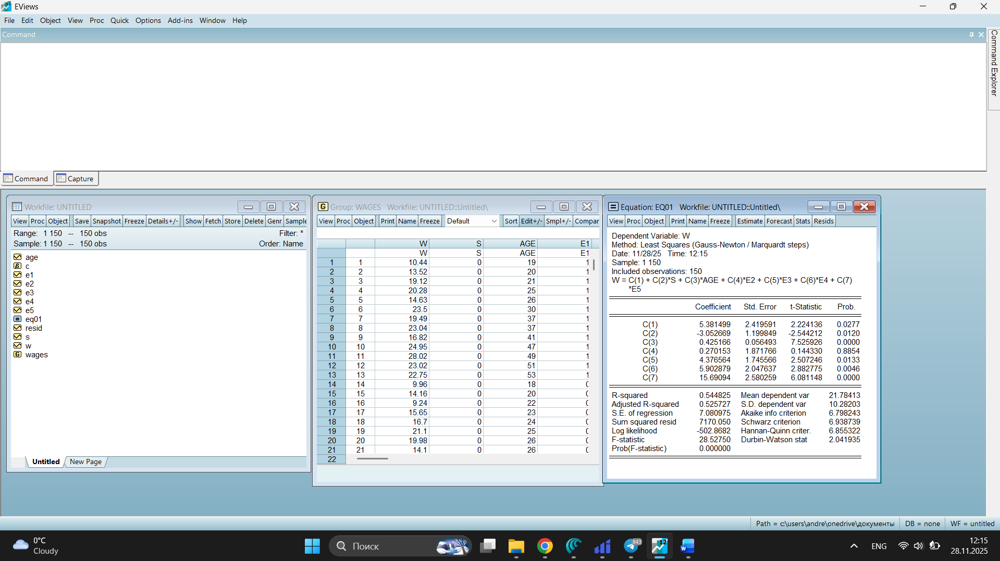 EViews
File Edit Object View Proc Quick Options Add-ins Window Help
Command
Command Explorer
Command Capture
Workfile: UNTITLED
View Proc Object Save Snapshot Freeze Details+/- Show Fetch Store Delete Genr Sample
Range: 1 150 -- 150 obs Filter: *
Sample: 1 150 -- 150 obs Order: Name
age
c
e1
e2
e3
e4
e5
eq01
resid
s
w
wages
Untitled New Page
Group: WAGES Workfile: UNTITLED::Untitled\
View Proc Object Print Name Freeze Default Sort Edit+/- Smpl+/- Compar
W S AGE E1
W S AGE E1
1 1 10.44 0 19 1
2 2 13.52 0 20 1
3 3 19.12 0 21 1
4 4 20.28 0 25 1
5 5 14.63 0 26 1
6 6 23.5 0 30 1
7 7 19.49 0 37 1
8 8 23.04 0 37 1
9 9 16.82 0 41 1
10 10 24.95 0 47 1
11 11 28.02 0 49 1
12 12 23.02 0 51 1
13 13 22.75 0 53 1
14 14 9.96 0 18 0
15 15 14.16 0 20 0
16 16 9.24 0 22 0
17 17 15.65 0 23 0
18 18 16.7 0 24 0
19 19 21.1 0 25 0
20 20 19.98 0 26 0
21 21 14.1 0 26 0
22
Equation: EQ01 Workfile: UNTITLED::Untitled\
View Proc Object Print Name Freeze Estimate Forecast Stats Resids
Dependent Variable: W
Method: Least Squares (Gauss-Newton / Marquardt steps)
Date: 11/28/25 Time: 12:15
Sample: 1 150
Included observations: 150
W = C(1) + C(2)*S + C(3)*AGE + C(4)*E2 + C(5)*E3 + C(6)*E4 + C(7)
*E5
Coefficient Std. Error t-Statistic Prob.
C(1) 5.381499 2.419591 2.224136 0.0277
C(2) -3.052669 1.199849 -2.544212 0.0120
C(3) 0.425166 0.056493 7.525926 0.0000
C(4) 0.270153 1.871766 0.144330 0.8854
C(5) 4.376564 1.745566 2.507246 0.0133
C(6) 5.902879 2.047637 2.882775 0.0046
C(7) 15.69094 2.580259 6.081148 0.0000
R-squared 0.544825 Mean dependent var 21.78413
Adjusted R-squared 0.525727 S.D. dependent var 10.28203
S.E. of regression 7.080975 Akaike info criterion 6.798243
Sum squared resid 7170.050 Schwarz criterion 6.938739
Log likelihood -502.8682 Hannan-Quinn criter. 6.855322
F-statistic 28.52750 Durbin-Watson stat 2.041935
Prob(F-statistic) 0.000000
Path = c:\users\andre\onedrive\документы DB = none WF = untitled
0°C
Cloudy
Поиск
843
12
W
ENG
12:15
28.11.2025